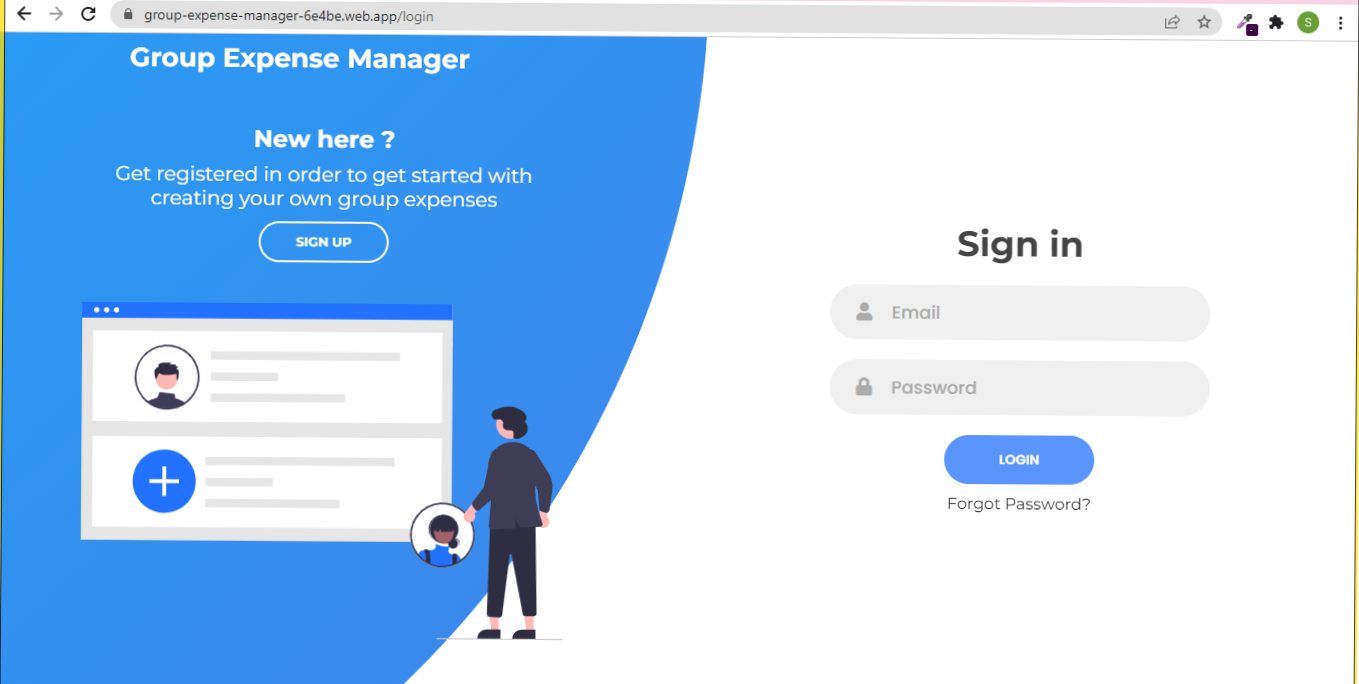 group-expense-manager-6e4be.web.app/login
S
Group Expense Manager
New here ?
Get registered in order to get started with
creating your own group expenses
SIGN UP
Sign in
Email
Password
LOGIN
Forgot Password?